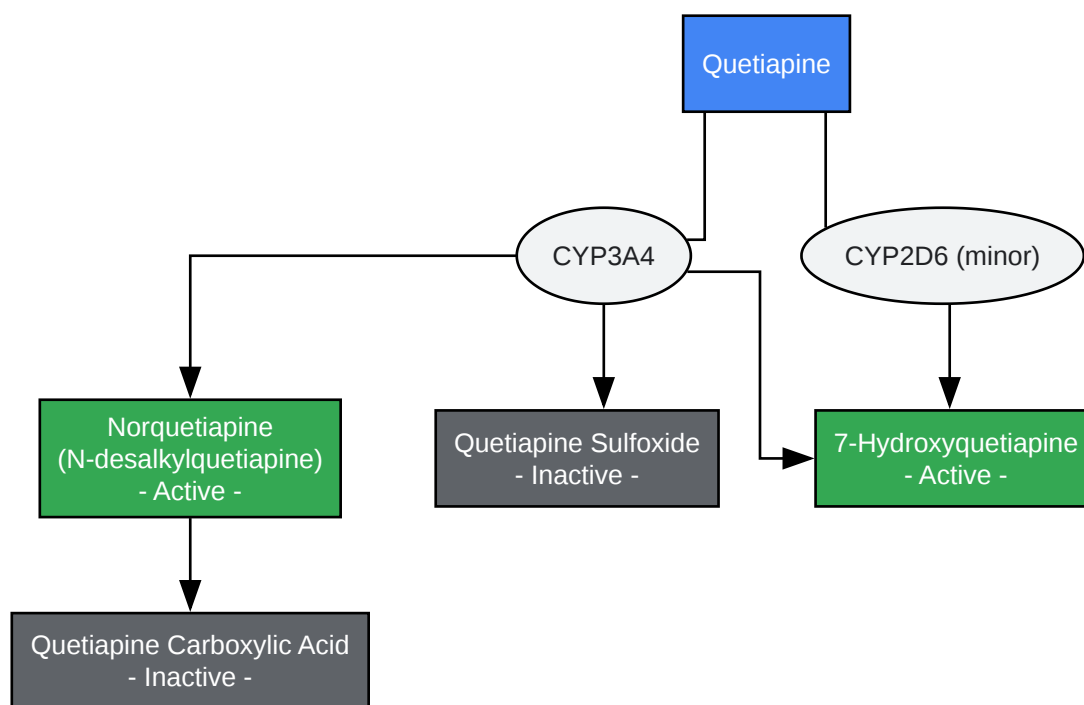 Quetiapine
CYP3A4
CYP2D6 (minor)
Norquetiapine
(N-desalkylquetiapine)
- Active -
Quetiapine Sulfoxide
- Inactive -
7-Hydroxyquetiapine
- Active -
Quetiapine Carboxylic Acid
- Inactive -